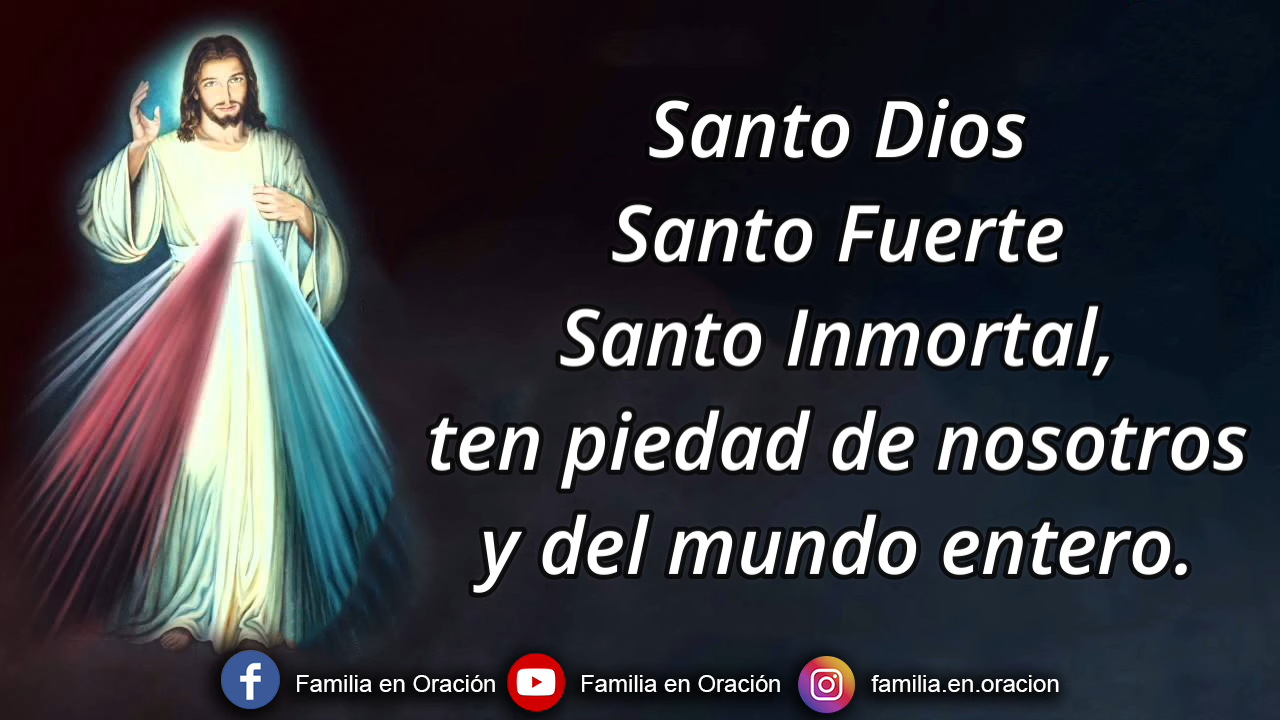 Santo Dios
Santo Fuerte
Santo Inmortal,
ten piedad de nosotros
y del mundo entero.
Familia en Oración Familia en Oración familia.en.oracion